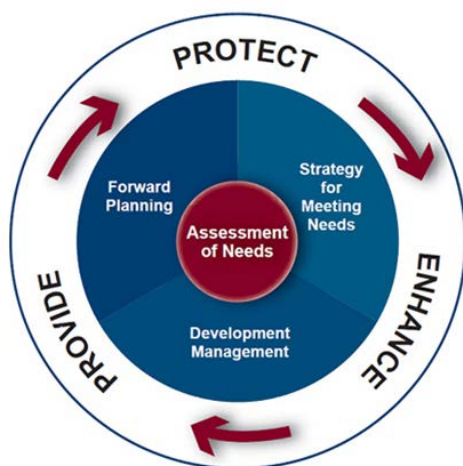 PROTECT
Forward
Planning
Strategy
for
Meeting
Needs
Assessment
of Needs
Development
Management
PROVIDE
ENHANCE